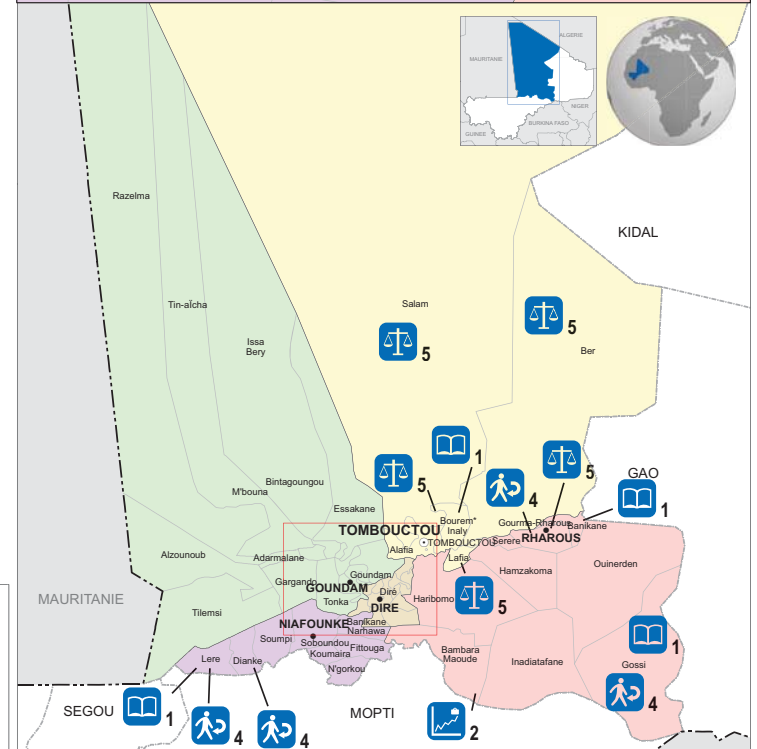 ALGERIE
MAURITANIE
NIGER
BURKINA FASO
GUINEE
Razelma
KIDAL
Tin-aÏcha
Salam
5
Issa
Bery
5
Ber
1
5
5
GAO
Bintagoungou
M'bouna
4
1
Essakane
Bourem*
Inaly
Gourma-Rharous
Banikane
TOMBOUCTOU
TOMBOUCTOU
Serere
RHAROUS
Alafia
Lafia
Alzounoub
Adarmalane
Hamzakoma
Ouinerden
Gargando
Goundam
GOUNDAM
Diré
MAURITANIE
Tonka
DIRE
Haribomo
5
Tilemsi
NIAFOUNKE
Banikane
Narhawa
Soumpi
Soboundou
Koumaira
Fittouga
Bambara
Maoude
1
Lere
Dianke
N'gorkou
Inadiatafane
Gossi
4
SEGOU
1
4
4
MOPTI
2